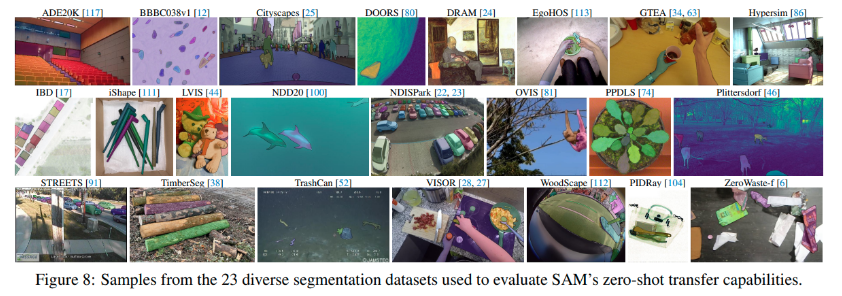 ADE20K [117] BBBC038v1 [12] Cityscapes [25] DOORS [80] DRAM [24] EgoHOS [113] GTEA [34, 63] Hypersim [86]
IBD [17] iShape [111] LVIS [44] NDD20 [100] NDISPark [22, 23] OVIS [81] PPDLS [74] Plittersdorf [46]
STREETS [91] TimberSeg [38] TrashCan [52] VISOR [28, 27] WoodScape [112] PIDRay [104] ZeroWaste-f [6]
Figure 8: Samples from the 23 diverse segmentation datasets used to evaluate SAM’s zero-shot transfer capabilities.